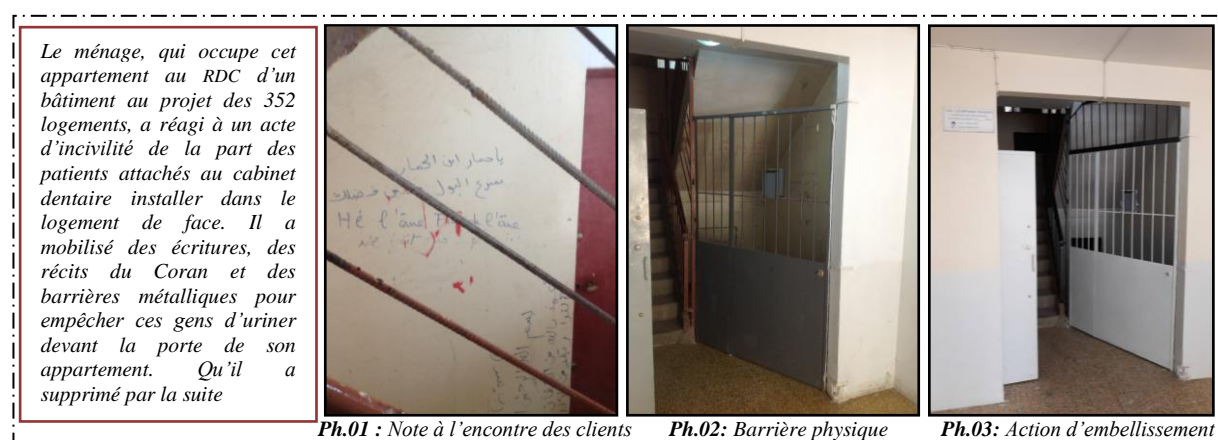 Le ménage, qui occupe cet
appartement au RDC d'un
bâtiment au projet des 352
logements, a réagi à un acte
d'incivilité de la part des
patients attachés au cabinet
dentaire installer dans le
logement de face. Il a
mobilisé des écritures, des
récits du Coran et des
barrières métalliques pour
empêcher ces gens d'uriner
devant la porte de son
appartement. Qu'il a
supprimé par la suite
يا حمار ابن الحمار
البول
Hé l'âne l'âne
Ph.01 : Note à l'encontre des clients
Ph.02: Barrière physique
Ph.03: Action d'embellissement